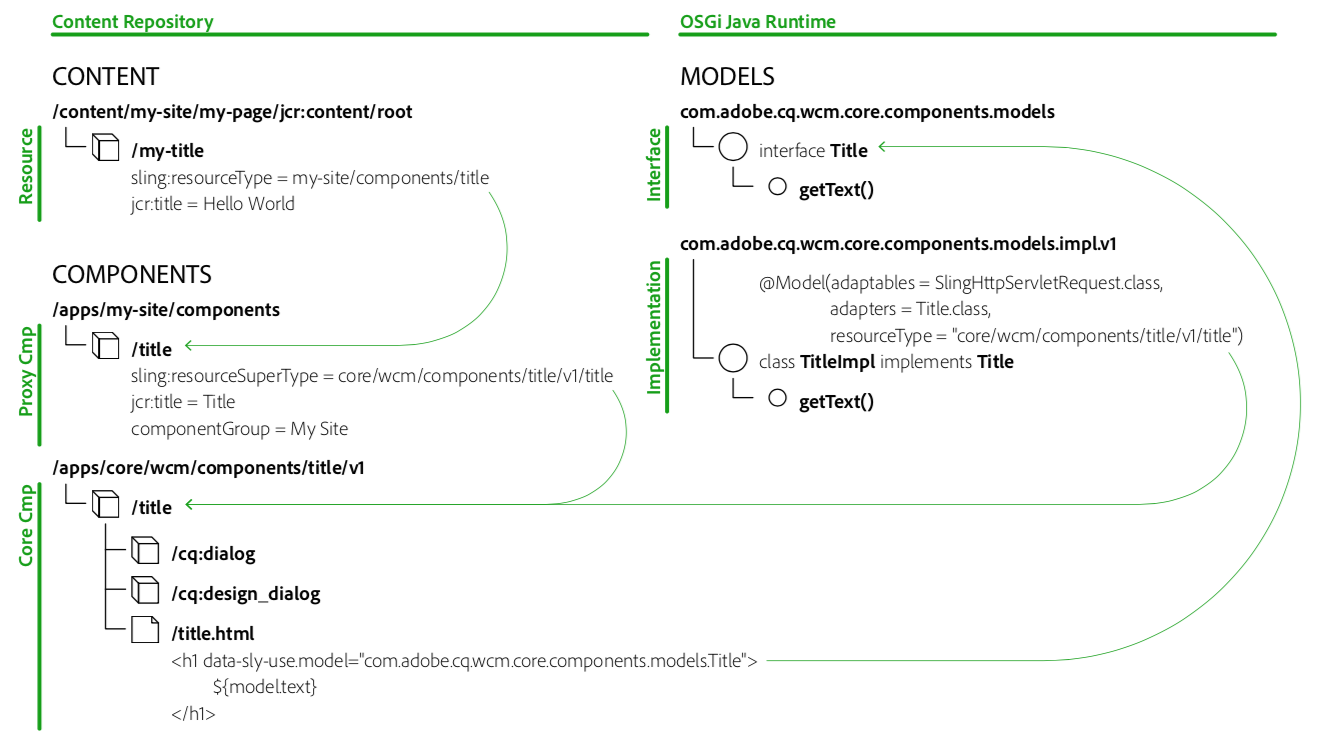 Content Repository
CONTENT
/content/my-site/my-page/jcr:content/root
Resource
/my-title
sling:resourceType = my-site/components/title
jcr:title = Hello World
COMPONENTS
/apps/my-site/components
Proxy Cmp
/title
sling:resourceSuperType = core/wcm/components/title/v1/title
jcr:title = Title
componentGroup = My Site
/apps/core/wcm/components/title/v1
Core Cmp
/title
/cq:dialog
/cq:design_dialog
/title.html
<h1 data-sly-use.model="com.adobe.cq.wcm.core.components.models.Title">
${model.text}
</h1>
OSGi Java Runtime
MODELS
com.adobe.cq.wcm.core.components.models
Interface
interface Title
getText()
com.adobe.cq.wcm.core.components.models.impl.v1
Implementation
@Model(adaptables = SlingHttpServletRequest.class,
adapters = Title.class,
resourceType = "core/wcm/components/title/v1/title")
class TitleImpl implements Title
getText()